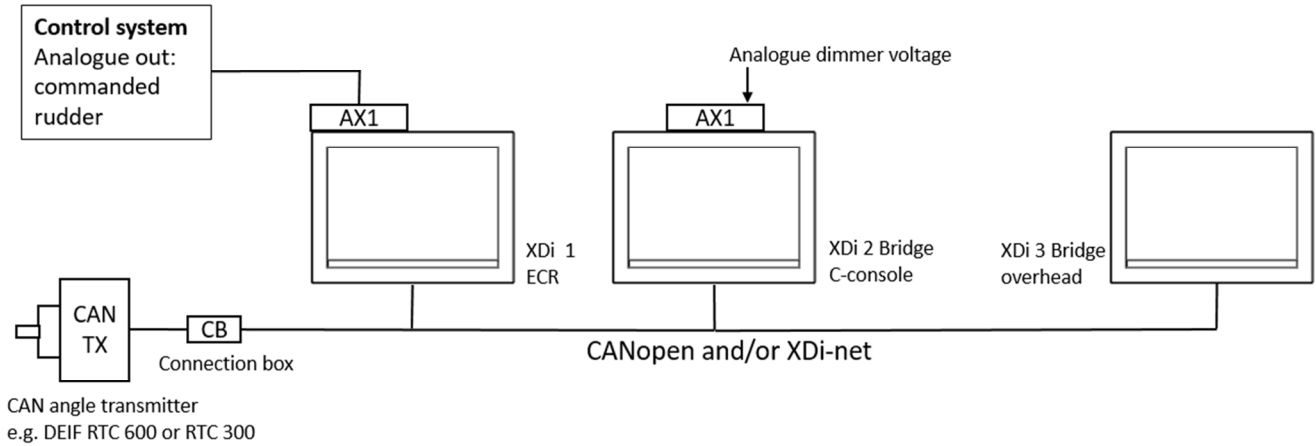 Control system
Analogue out:
commanded
rudder
Analogue dimmer voltage
AX1
AX1
XDi 1
ECR
XDi 2 Bridge
C-console
XDi 3 Bridge
overhead
CAN
TX
CB
Connection box
CANopen and/or XDi-net
CAN angle transmitter
e.g. DEIF RTC 600 or RTC 300